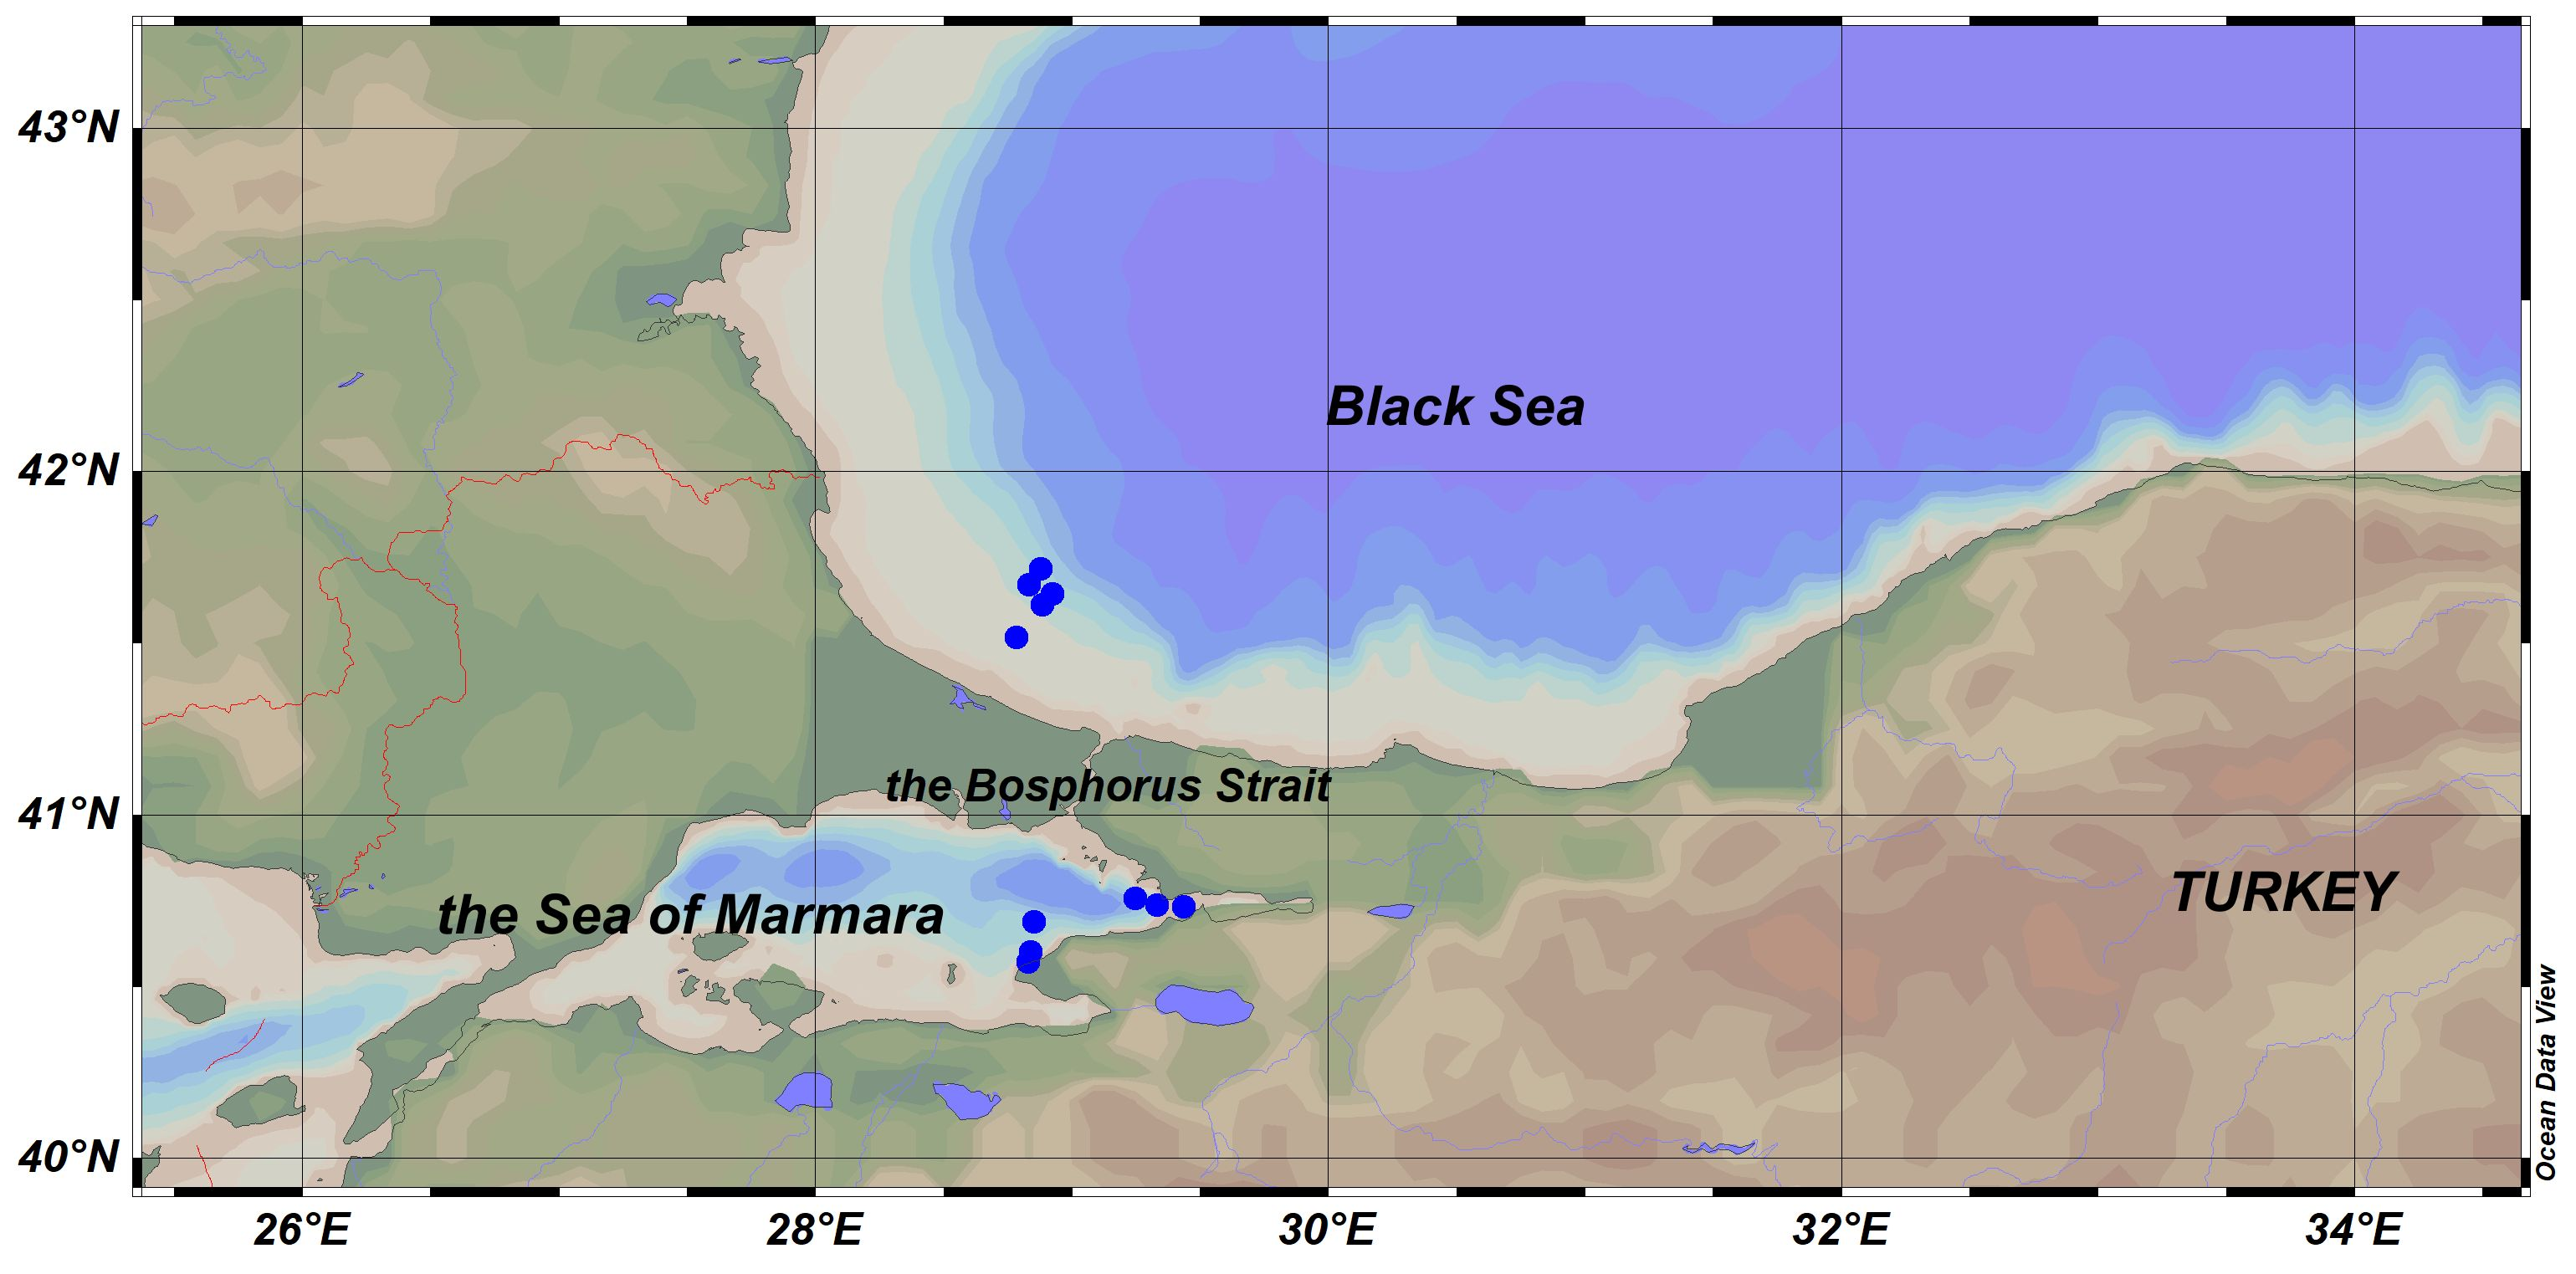 43°N
Black Sea
42°N
the Bosphorus Strait
41°N
TURKEY
the Sea of Marmara
40°N
26°E
28°E
30°E
32°E
34°E
Ocean Data View